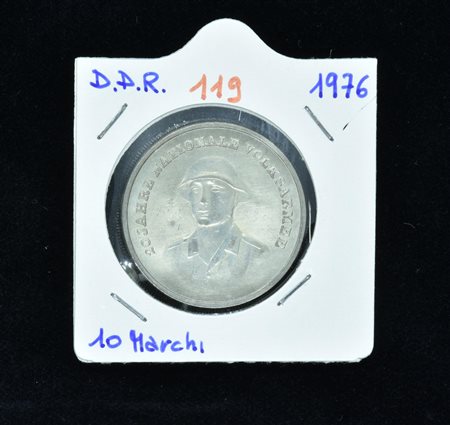 D.D.R. 119 1976
20 JAHRE NATIONALE VOLKSARMEE
10 Marchi